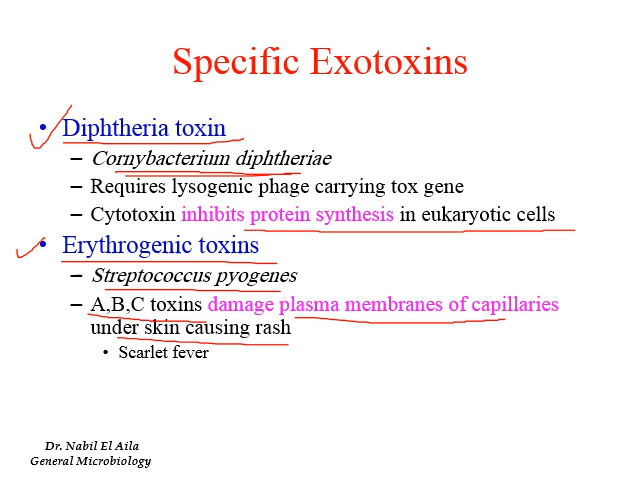 Specific Exotoxins
• Diphtheria toxin
– Cornybacterium diphtheriae
– Requires lysogenic phage carrying tox gene
– Cytotoxin inhibits protein synthesis in eukaryotic cells
• Erythrogenic toxins
– Streptococcus pyogenes
– A,B,C toxins damage plasma membranes of capillaries
under skin causing rash
• Scarlet fever
Dr. Nabil El Aila
General Microbiology